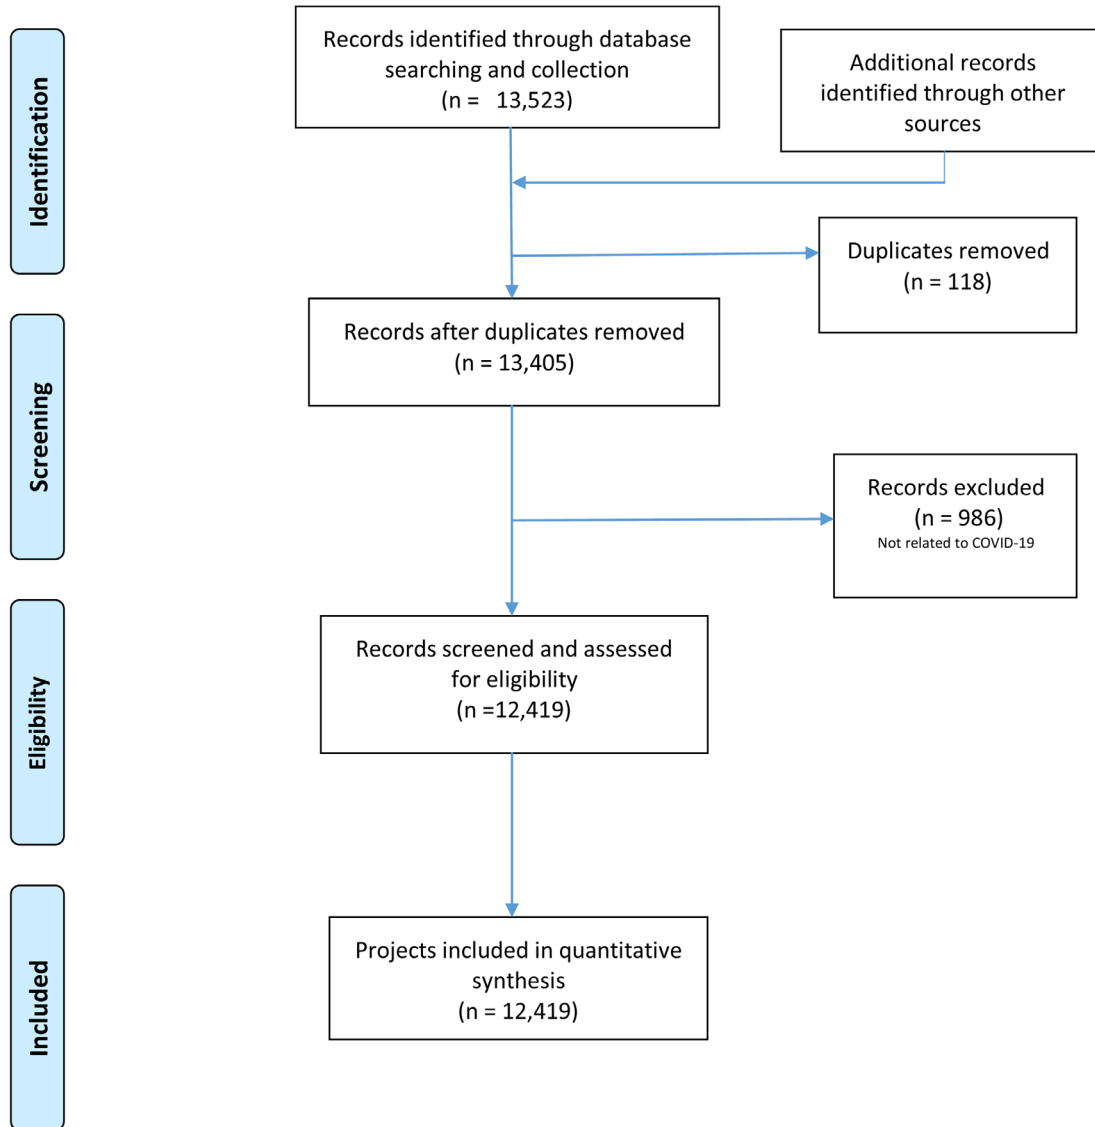 Identification
Records identified through database
searching and collection
(n =   13,523)
Additional records
identified through other
sources
Duplicates removed
(n = 118)
Screening
Records after duplicates removed
(n = 13,405)
Records excluded
(n = 986)
Not related to COVID-19
Eligibility
Records screened and assessed
for eligibility
(n =12,419)
Included
Projects included in quantitative
synthesis
(n = 12,419)